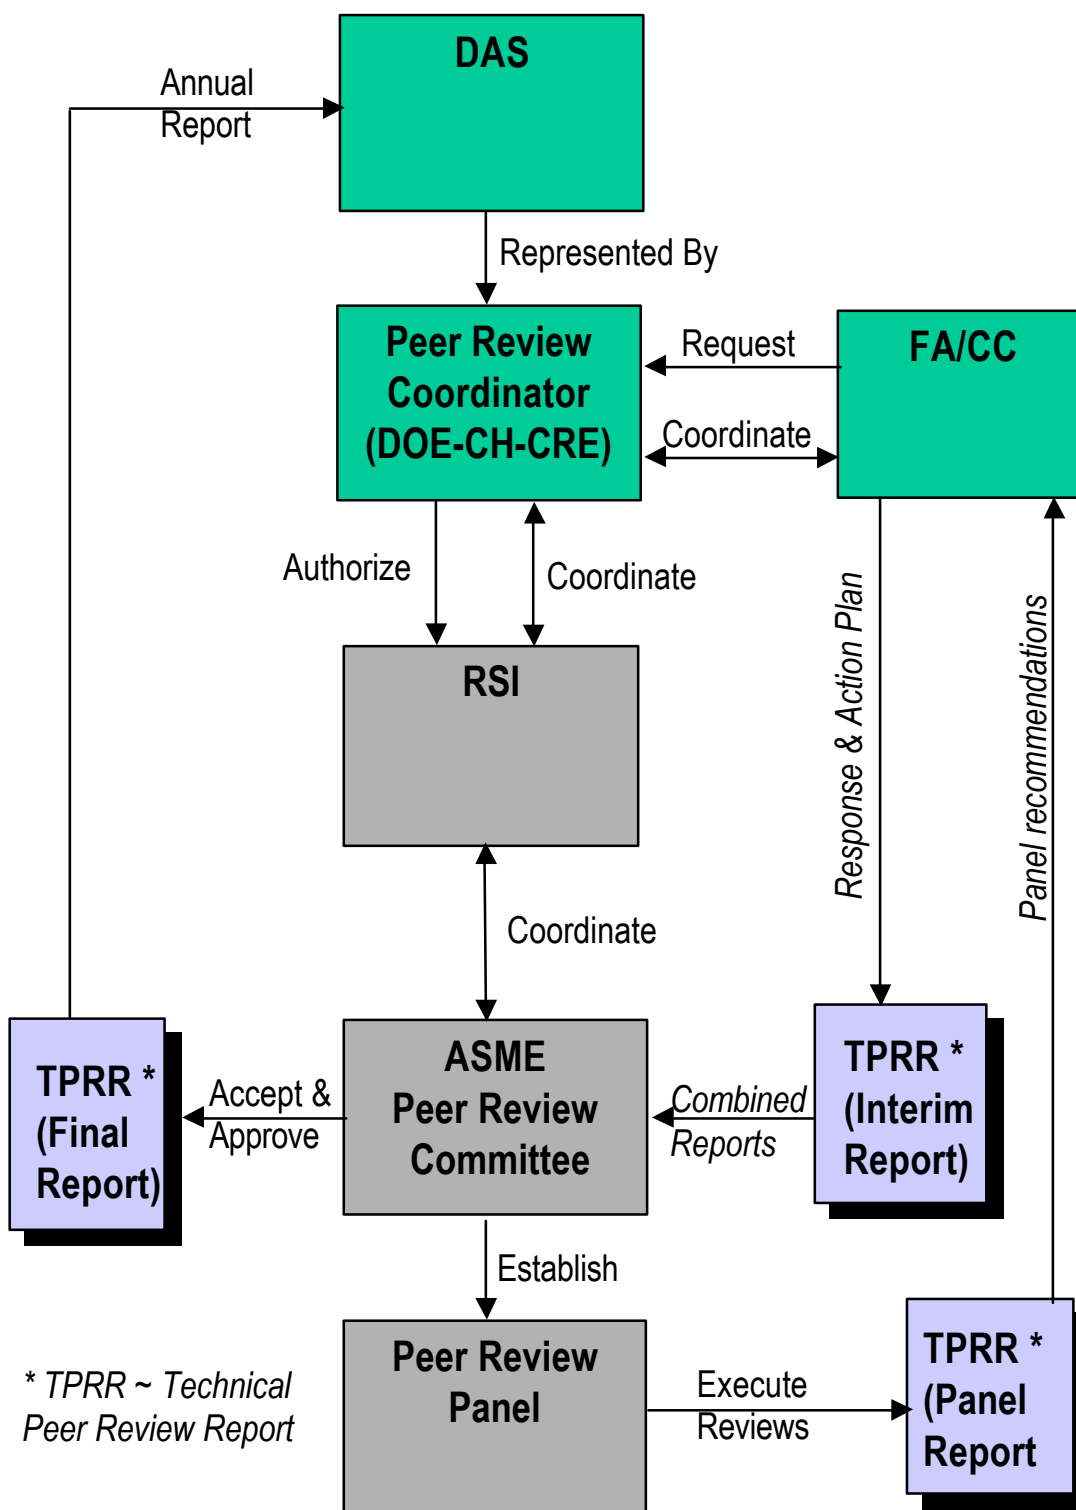 DAS
Annual
Report
Represented By
Peer Review
Coordinator
(DOE-CH-CRE)
Request
FA/CC
Coordinate
Authorize
Coordinate
RSI
Response & Action Plan
Panel recommendations
Coordinate
TPRR *
(Final
Report)
Accept &
Approve
ASME
Peer Review
Committee
Combined
Reports
TPRR *
(Interim
Report)
Establish
Peer Review
Panel
Execute
Reviews
TPRR *
(Panel
Report
* TPRR ~ Technical
Peer Review Report